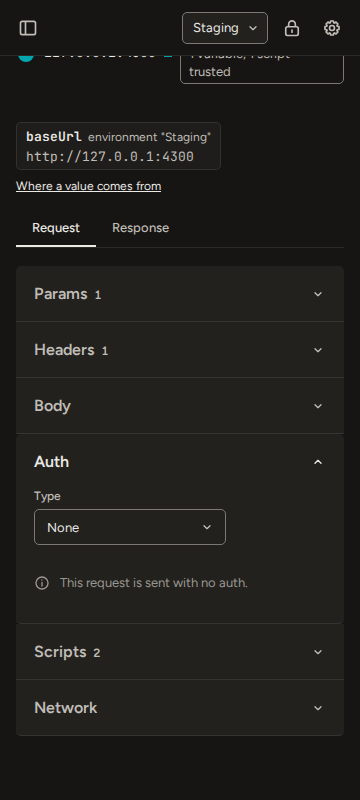 Staging
trusted
baseUrl environment "Staging"
http://127.0.0.1:4300
Where a value comes from
Request Response
Params 1
Headers 1
Body
Auth
Type
None
This request is sent with no auth.
Scripts 2
Network